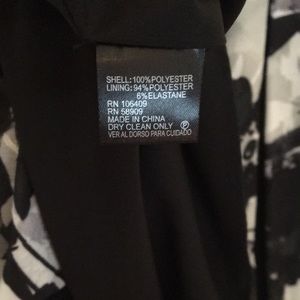 SHELL:100%POLYESTER
LINING:94%POLYESTER
6%ELASTANE
RN 106409
RN 58909
MADE IN CHINA
DRY CLEAN ONLY Ⓟ
VER AL DORSO PARA CUIDADO